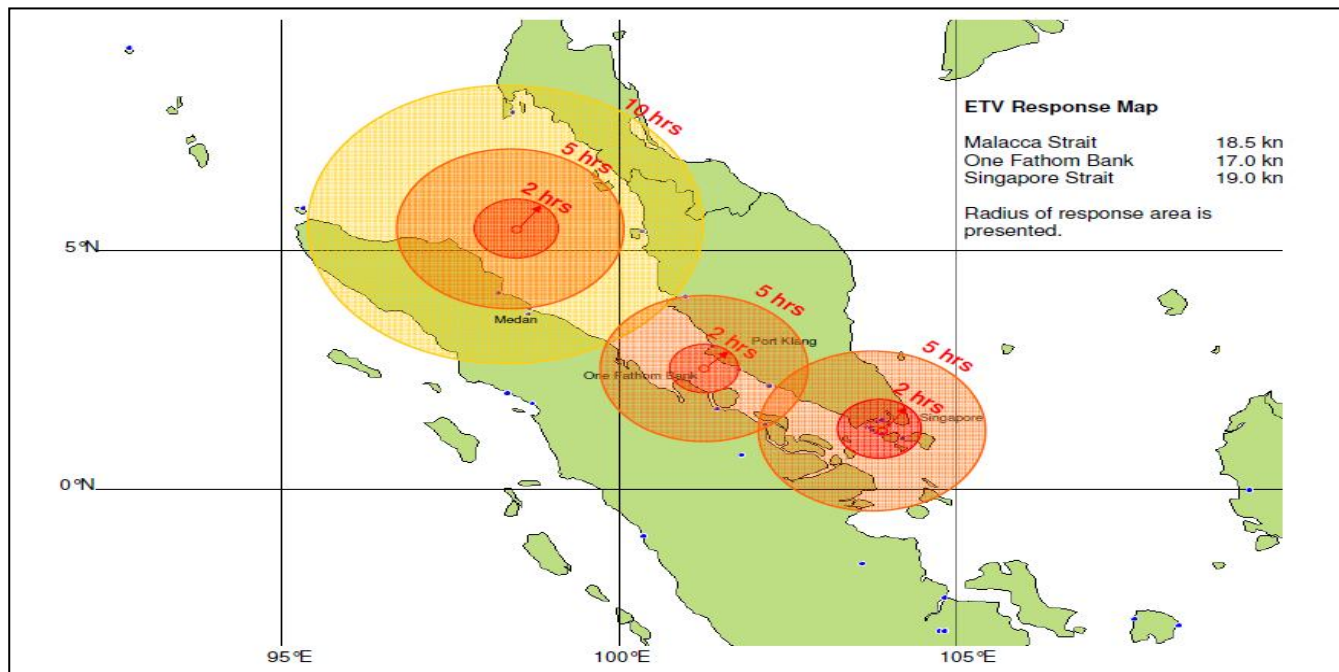 10 hrs
5 hrs
2 hrs
ETV Response Map
Malacca Strait 18.5 kn
One Fathom Bank 17.0 kn
Singapore Strait 19.0 kn
Radius of response area is
presented.
5°N
Medan
5 hrs
2 hrs
Port Klang
One Fathom Bank
5 hrs
2 hrs
Singapore
0°N
95°E 100°E 105°E